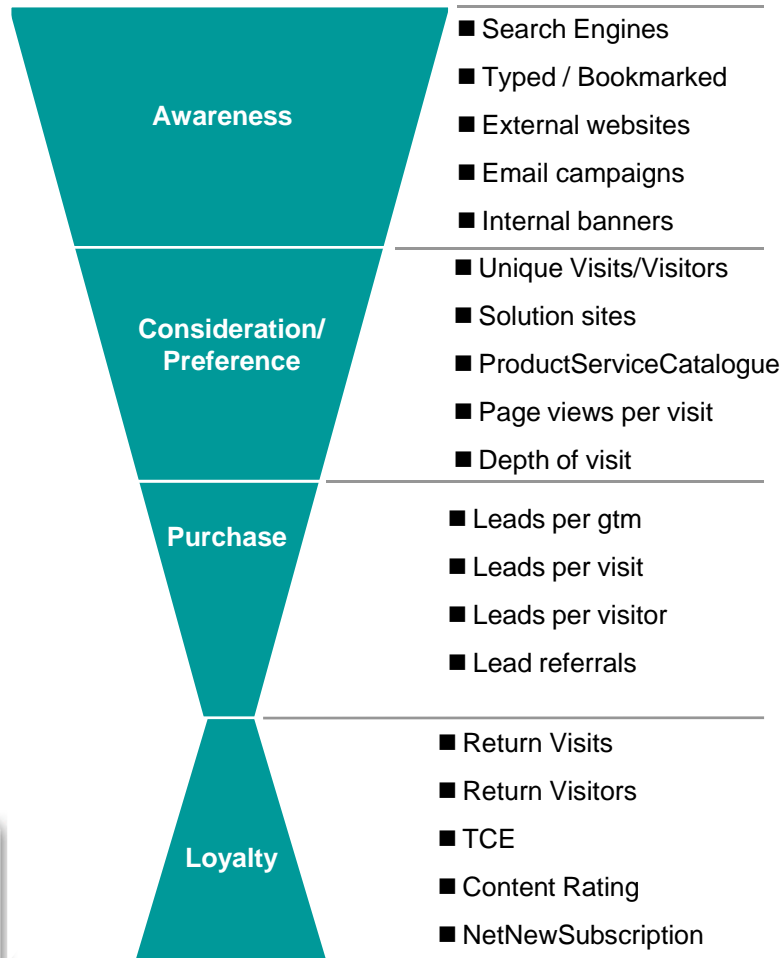 Awareness
■ Search Engines
■ Typed / Bookmarked
■ External websites
■ Email campaigns
■ Internal banners
Consideration/
Preference
■ Unique Visits/Visitors
■ Solution sites
■ ProductServiceCatalogue
■ Page views per visit
■ Depth of visit
Purchase
■ Leads per gtm
■ Leads per visit
■ Leads per visitor
■ Lead referrals
Loyalty
■ Return Visits
■ Return Visitors
■ TCE
■ Content Rating
■ NetNewSubscription